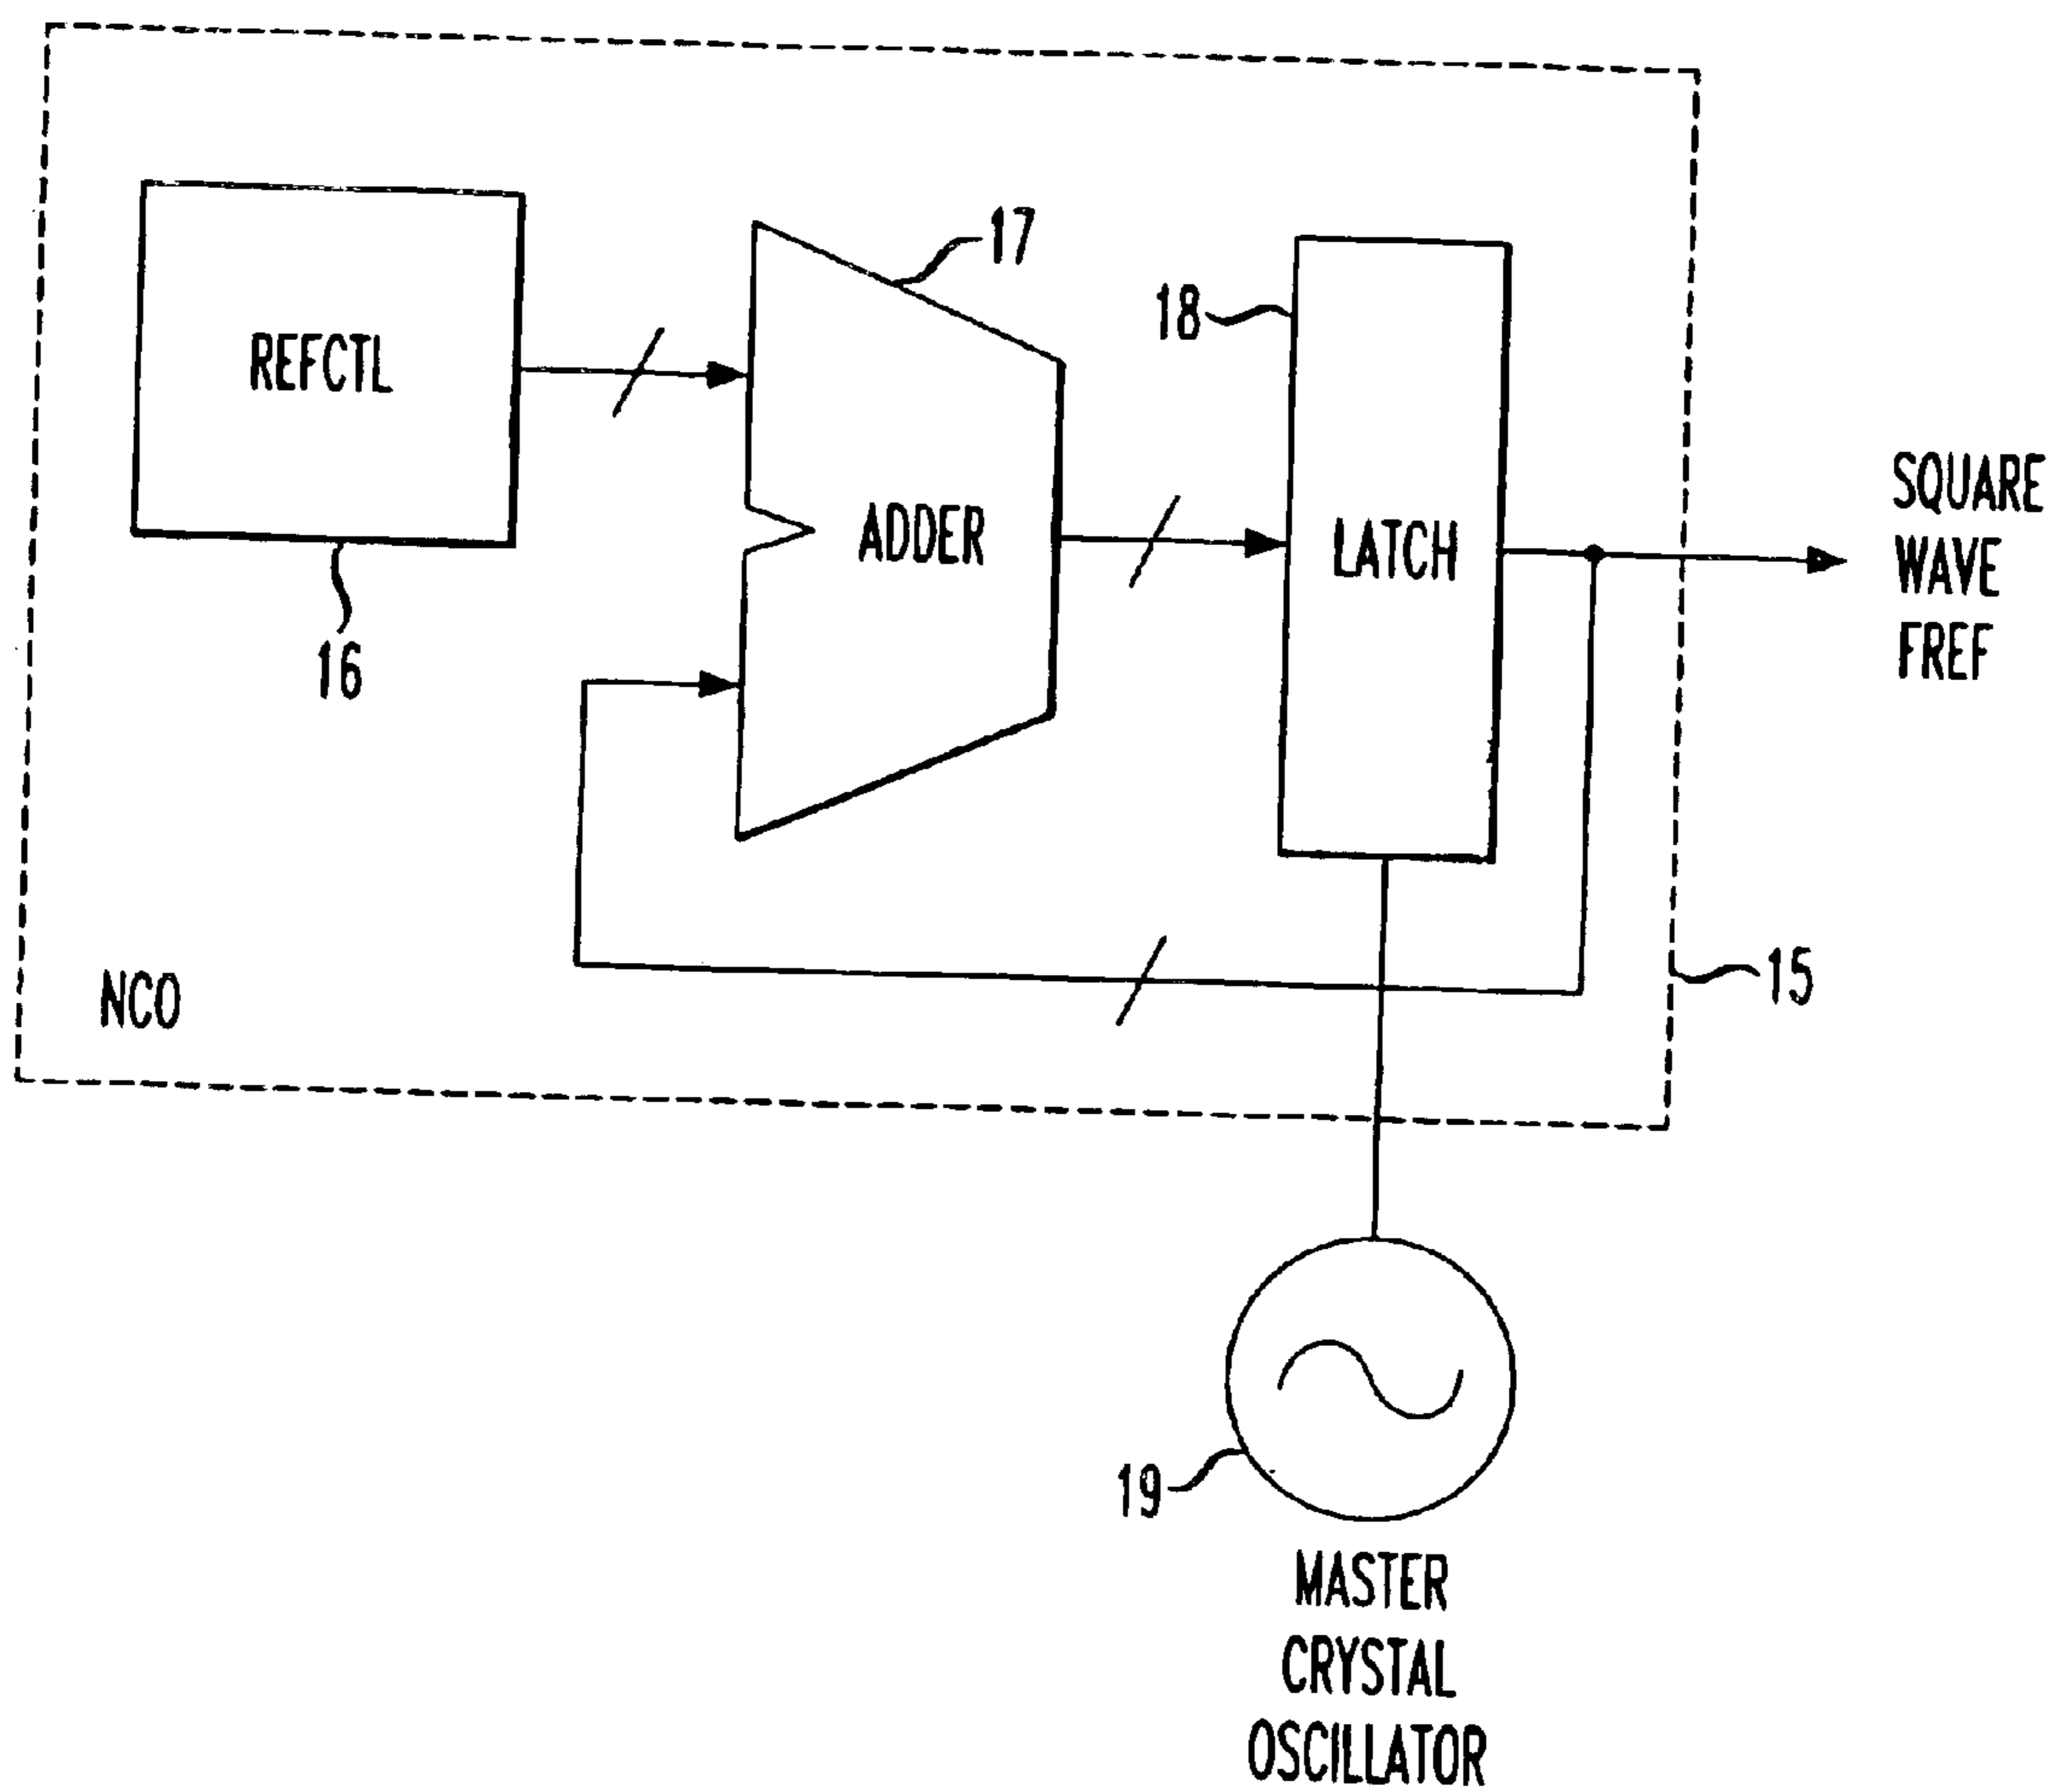 17
18
REFCTL
SQUARE
WAVE
FREF
ADDER
LATCH
16
NCO
15
19
MASTER
CRYSTAL
OSCILLATOR